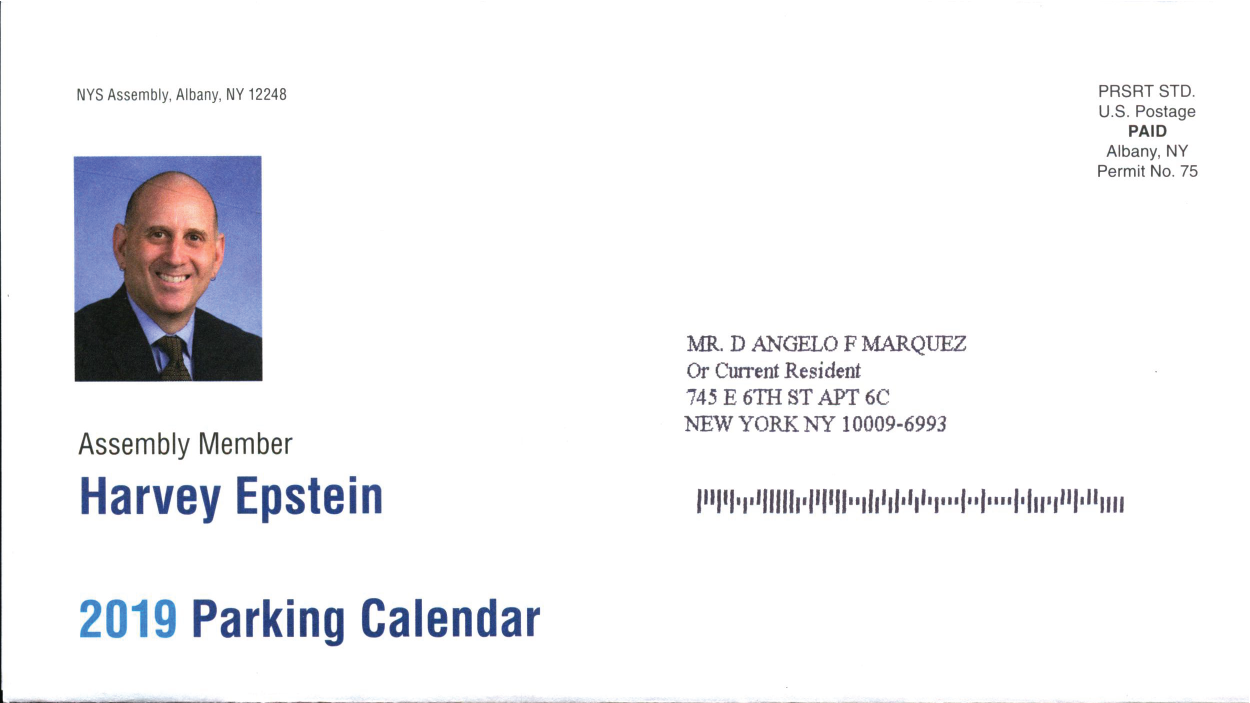 NYS Assembly, Albany, NY 12248
PRSRT STD.
U.S. Postage
PAID
Albany, NY
Permit No. 75
MR. D ANGELO F MARQUEZ
Or Current Resident
745 E 6TH ST APT 6C
NEW YORK NY 10009-6993
Assembly Member
Harvey Epstein
2019 Parking Calendar